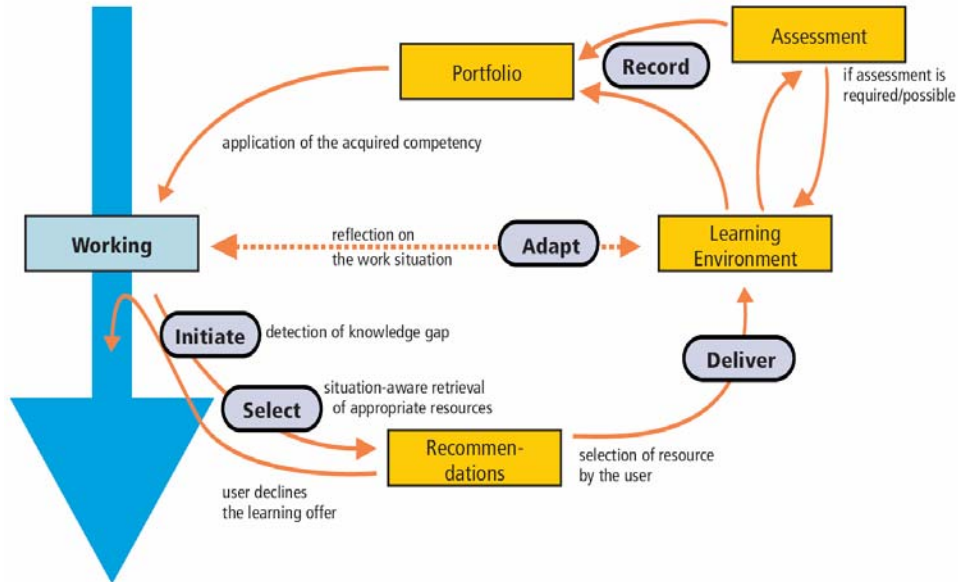 Assessment
Record
Portfolio
if assessment is
required/possible
application of the acquired competency
Working
reflection on
the work situation
Adapt
Learning
Environment
Initiate
detection of knowledge gap
Deliver
Select
situation-aware retrieval
of appropriate resources
Recommen-
dations
selection of resource
by the user
user declines
the learning offer